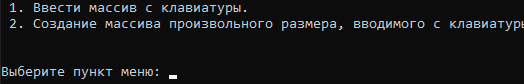 1. Ввести массив с клавиатуры.
2. Создание массива произвольного размера, вводимого с клавиатуры
Выберите пункт меню: